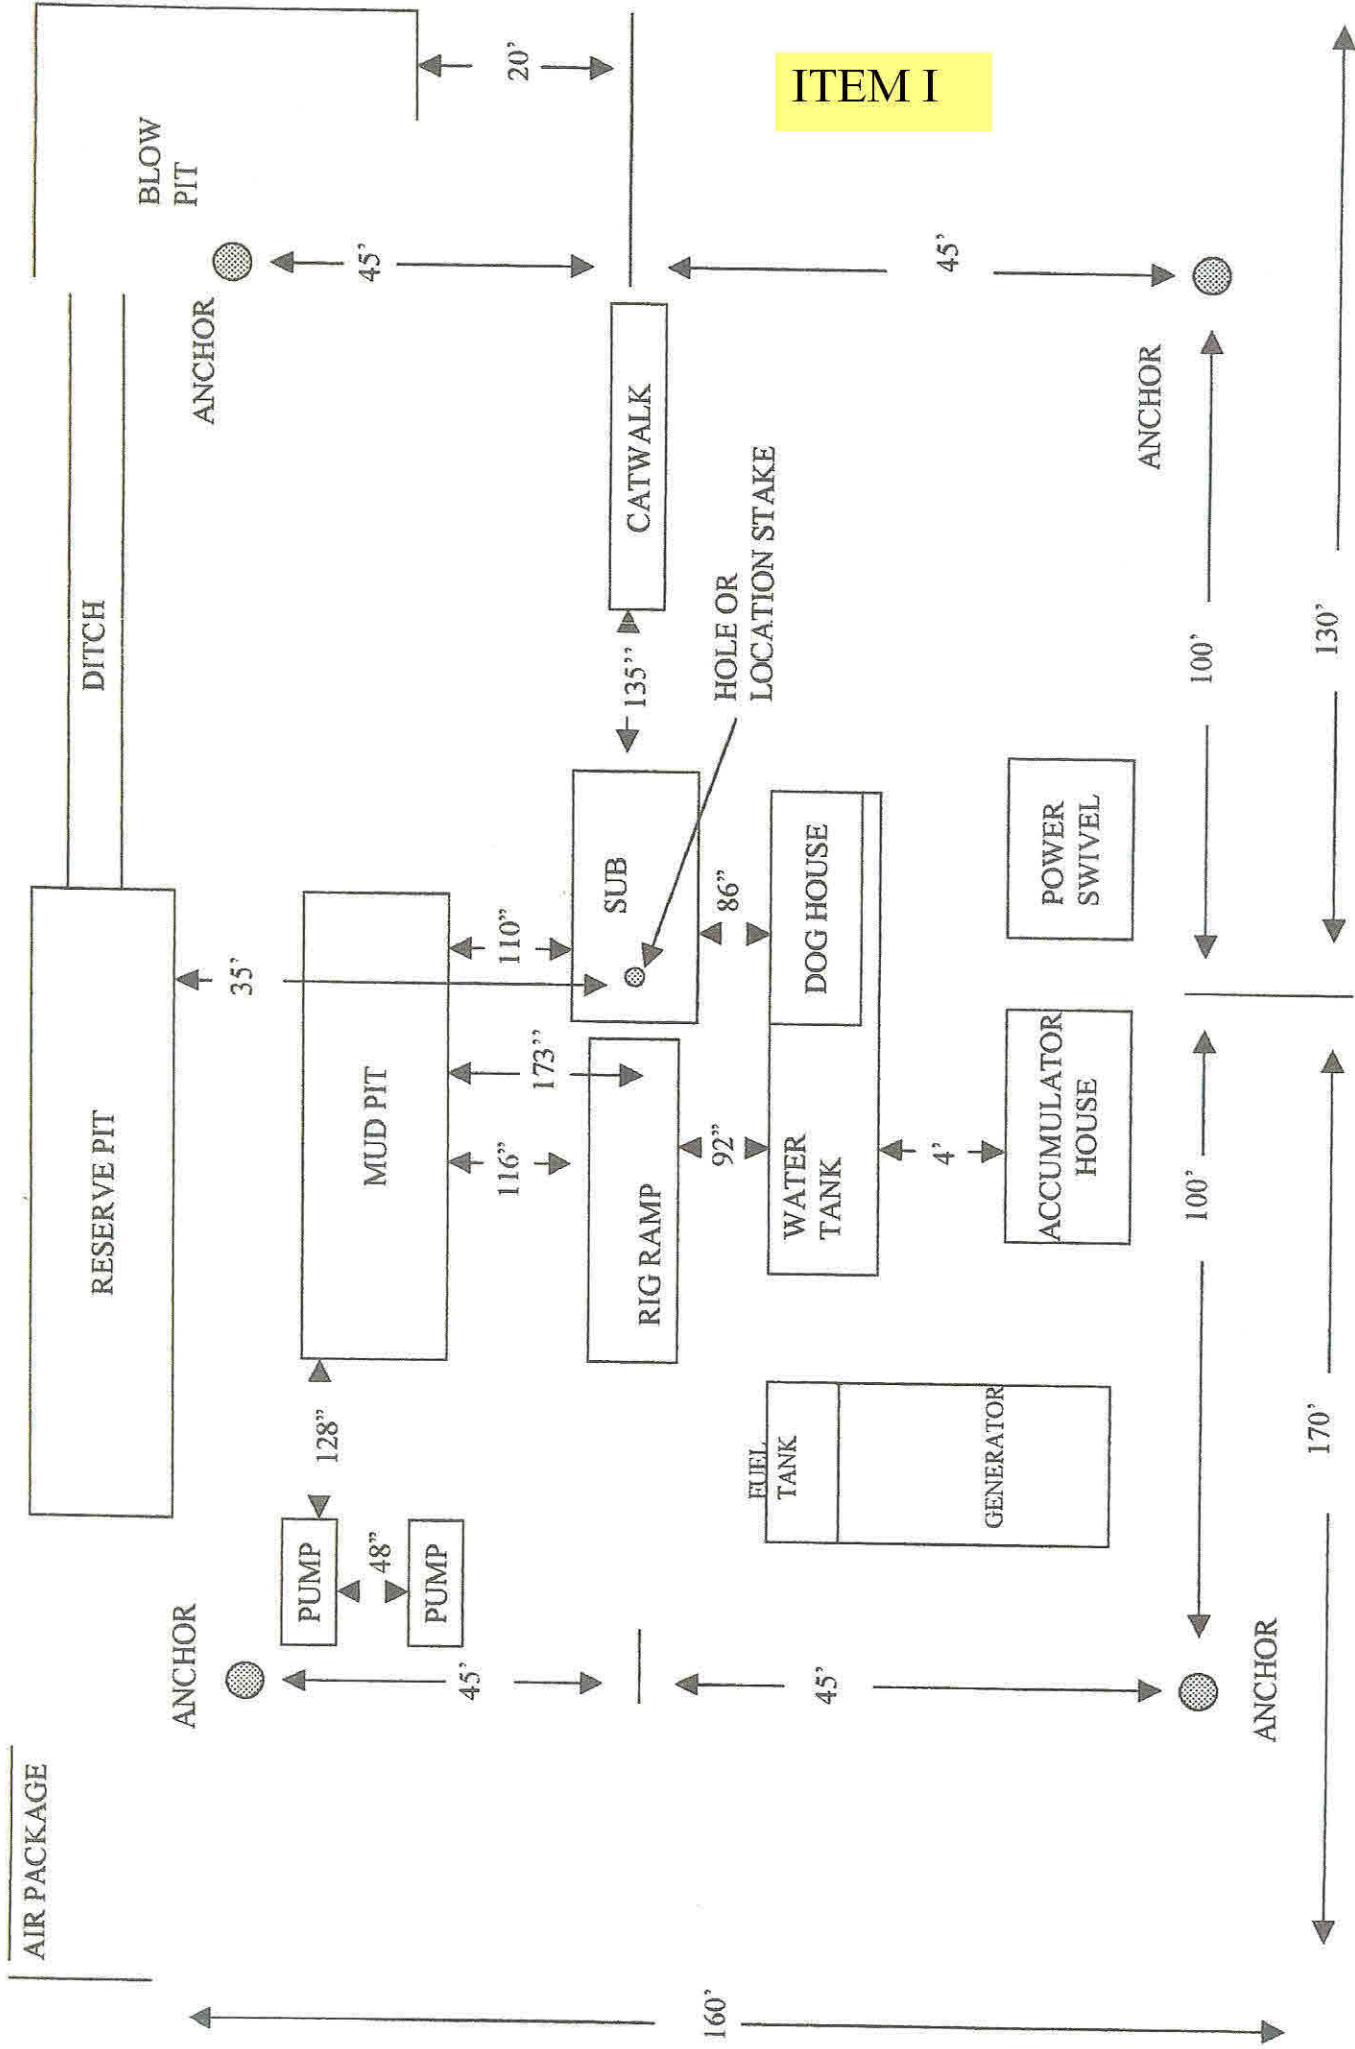 ITEM I
AIR PACKAGE
RESERVE PIT
DITCH
BLOW
PIT
ANCHOR
ANCHOR
20’
35’
45’
45’
PUMP
48”
PUMP
128”
MUD PIT
116”
173”
110”
RIG RAMP
SUB
135”
CATWALK
HOLE OR
LOCATION STAKE
92”
86”
FUEL
TANK
GENERATOR
WATER
TANK
DOG HOUSE
4’
ACCUMULATOR
HOUSE
POWER
SWIVEL
45’
45’
ANCHOR
ANCHOR
100’
100’
170’
130’
160’